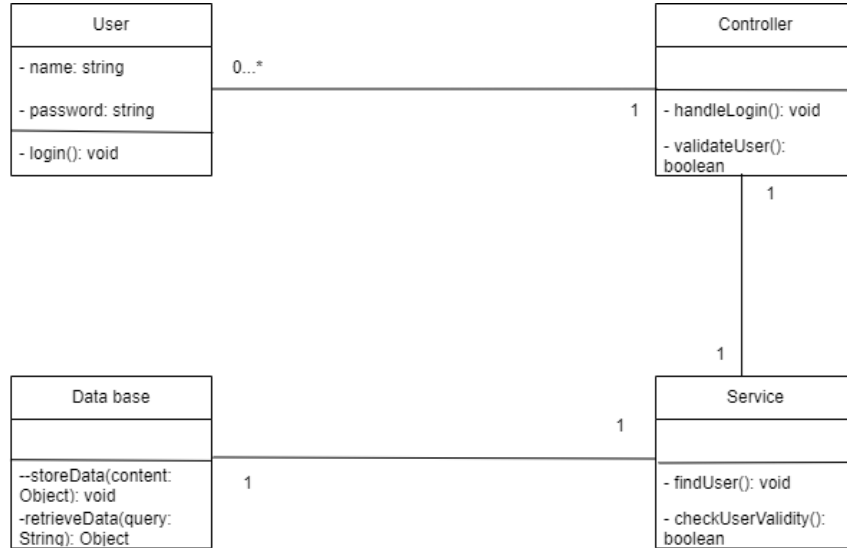 User
- name: string
- password: string
- login(): void
0...*
1
Controller
- handleLogin(): void
- validateUser():
boolean
1
1
Data base
--storeData(content:
Object): void
-retrieveData(query:
String): Object
1
1
Service
- findUser(): void
- checkUserValidity():
boolean